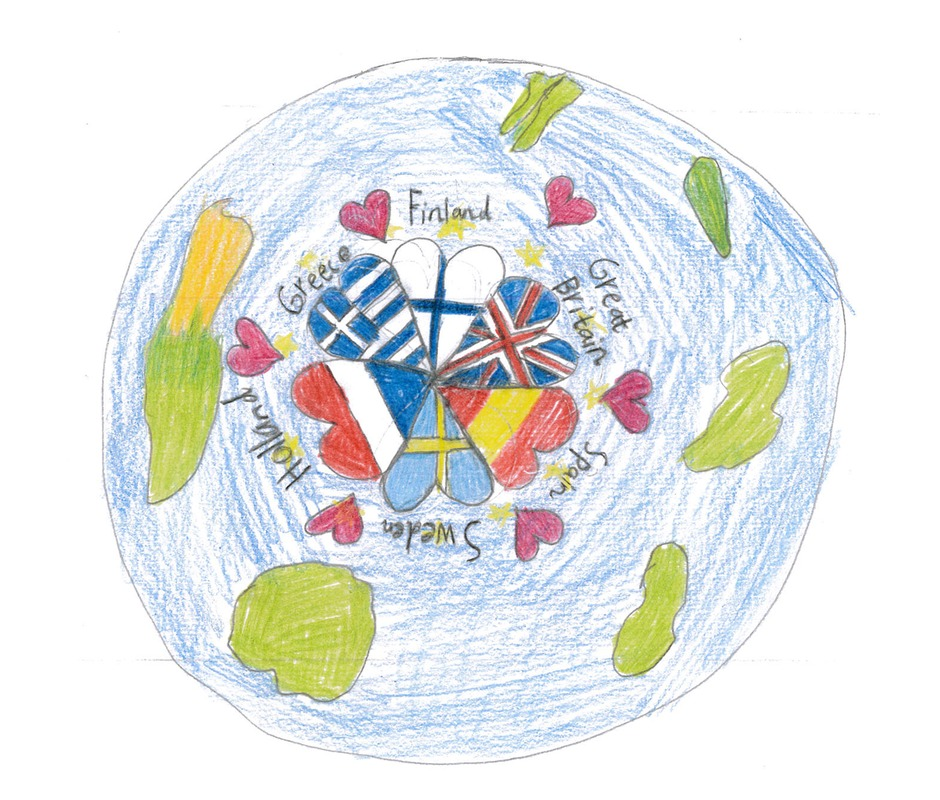 Finland
Great
Britain
Spain
Sweden
Holland
Greece